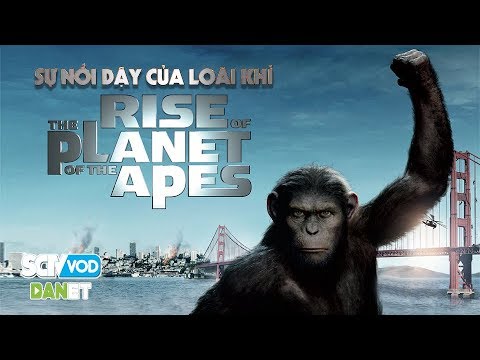 SỰ NỔI DẬY CỦA LOÀI KHỈ
RISE OF
THE PLANET
OF THE APES
SCTV VOD
DANET